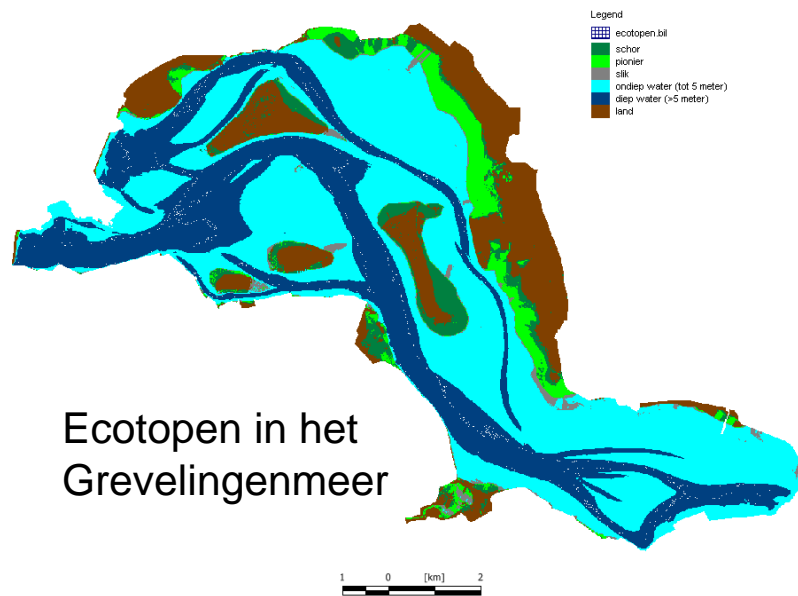 Legend
ecotopen.bil
schor
pionier
slik
ondiep water (tot 5 meter)
diep water (>5 meter)
land
Ecotopen in het
Grevelingenmeer
1 0 [km] 2